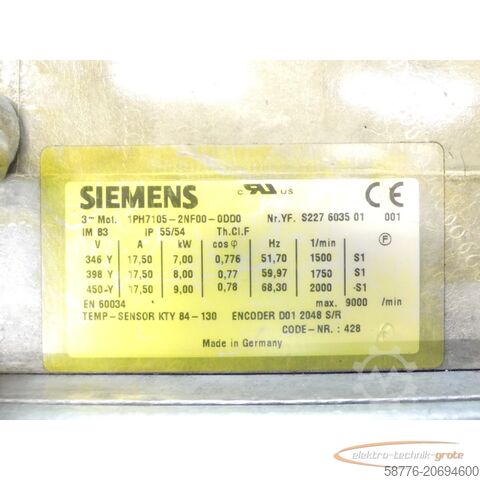 SIEMENS
c UR US
CE
3~ Mot. 1PH7105-2NF00-0DD0 Nr.YF. S227 6035 01 001
IM B3 IP 55/54 Th.Cl.F
V A kW cos φ Hz 1/min F
346 Y 17,50 7,00 0,776 51,70 1500 S1
398 Y 17,50 8,00 0,77 59,97 1750 S1
450-Y 17,50 9,00 0,78 68,30 2000 -S1
EN 60034 max. 9000 /min
TEMP-SENSOR KTY 84-130 ENCODER D01 2048 S/R
CODE-NR.: 428
Made in Germany
elektro-technik-grote.de
58776-20694600